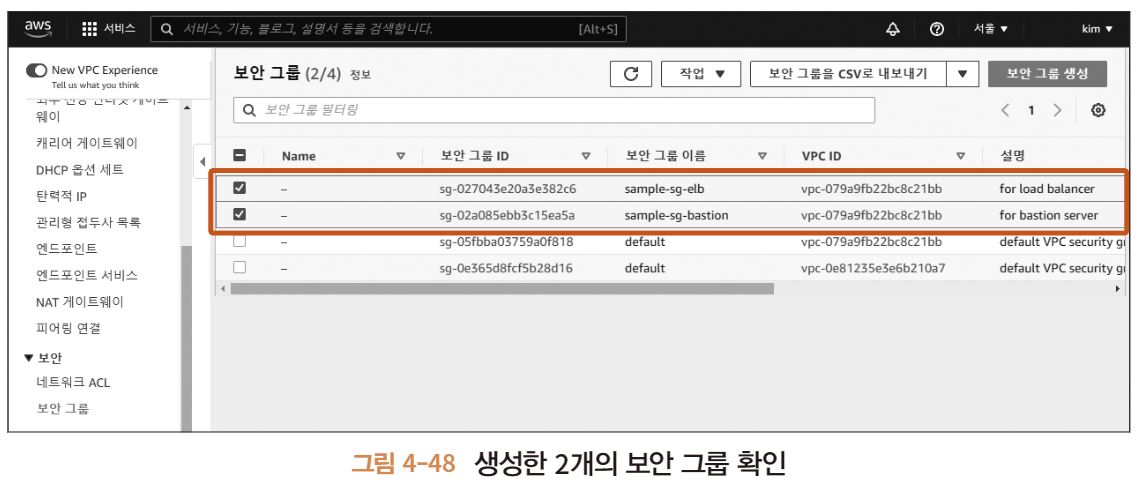 aws 서비스 서비스, 기능, 블로그, 설명서 등을 검색합니다. [Alt+S] 서울 ▼ kim ▼
New VPC Experience
Tell us what you think
웨이
캐리어 게이트웨이
DHCP 옵션 세트
탄력적 IP
관리형 접두사 목록
엔드포인트
엔드포인트 서비스
NAT 게이트웨이
피어링 연결
▼ 보안
네트워크 ACL
보안 그룹
보안 그룹 (2/4) 정보 작업 ▼ 보안 그룹을 CSV로 내보내기 ▼ 보안 그룹 생성
보안 그룹 필터링 < 1 >
Name 보안 그룹 ID 보안 그룹 이름 VPC ID 설명
– sg-027043e20a3e382c6 sample-sg-elb vpc-079a9fb22bc8c21bb for load balancer
– sg-02a085ebb3c15ea5a sample-sg-bastion vpc-079a9fb22bc8c21bb for bastion server
– sg-05fbba03759a0f818 default vpc-079a9fb22bc8c21bb default VPC security
– sg-0e365d8fcf5b28d16 default vpc-0e81235e3e6b210a7 default VPC security
그림 4-48 생성한 2개의 보안 그룹 확인